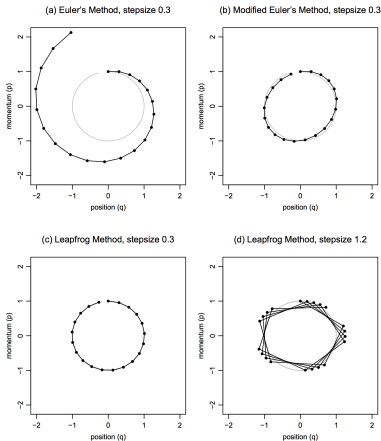 (a) Euler's Method, stepsize 0.3
2
1
0
−1
−2
momentum (p)
−2 −1 0 1 2
position (q)
(b) Modified Euler's Method, stepsize 0.3
2
1
0
−1
−2
momentum (p)
−2 −1 0 1 2
position (q)
(c) Leapfrog Method, stepsize 0.3
2
1
0
−1
−2
momentum (p)
−2 −1 0 1 2
position (q)
(d) Leapfrog Method, stepsize 1.2
2
1
0
−1
−2
momentum (p)
−2 −1 0 1 2
position (q)